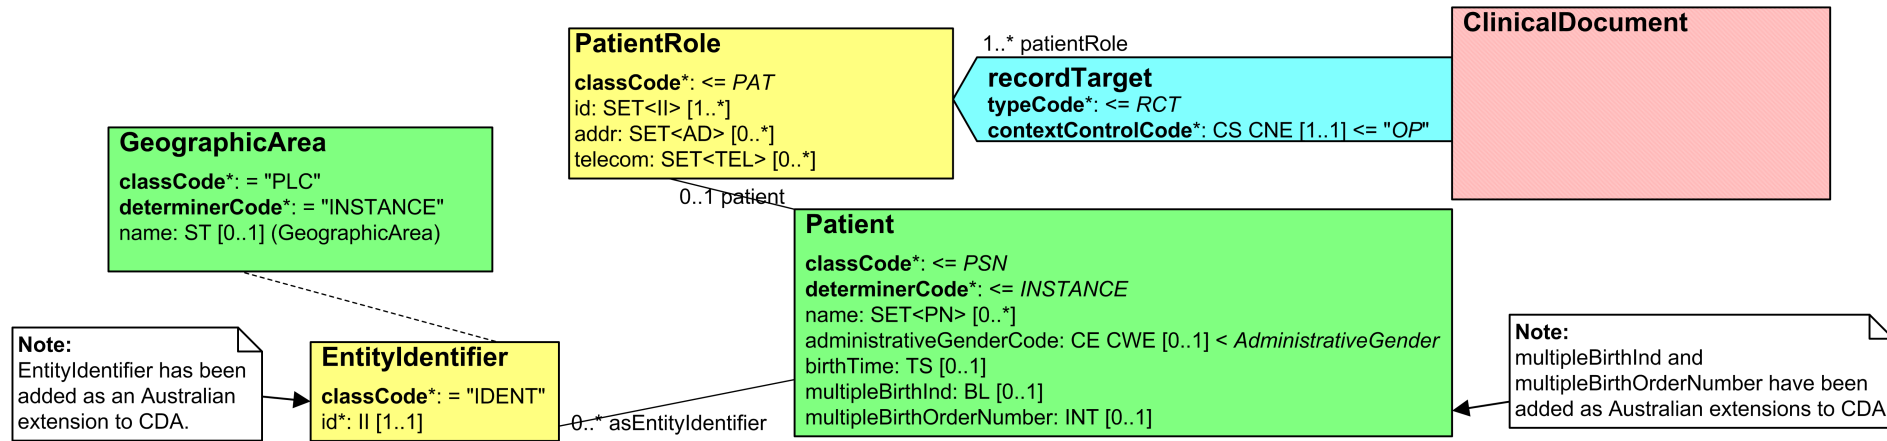 ClinicalDocument
PatientRole
classCode*: <= PAT
id: SET<II> [1..*]
addr: SET<AD> [0..*]
telecom: SET<TEL> [0..*]
1..* patientRole
recordTarget
typeCode*: <= RCT
contextControlCode*: CS CNE [1..1] <= "OP"
GeographicArea
classCode*: = "PLC"
determinerCode*: = "INSTANCE"
name: ST [0..1] (GeographicArea)
0..1 patient
Patient
classCode*: <= PSN
determinerCode*: <= INSTANCE
name: SET<PN> [0..*]
administrativeGenderCode: CE CWE [0..1] < AdministrativeGender
birthTime: TS [0..1]
multipleBirthInd: BL [0..1]
multipleBirthOrderNumber: INT [0..1]
Note:
EntityIdentifier has been
added as an Australian
extension to CDA.
EntityIdentifier
classCode*: = "IDENT"
id*: II [1..1]
0..* asEntityIdentifier
Note:
multipleBirthInd and
multipleBirthOrderNumber have been
added as Australian extensions to CDA